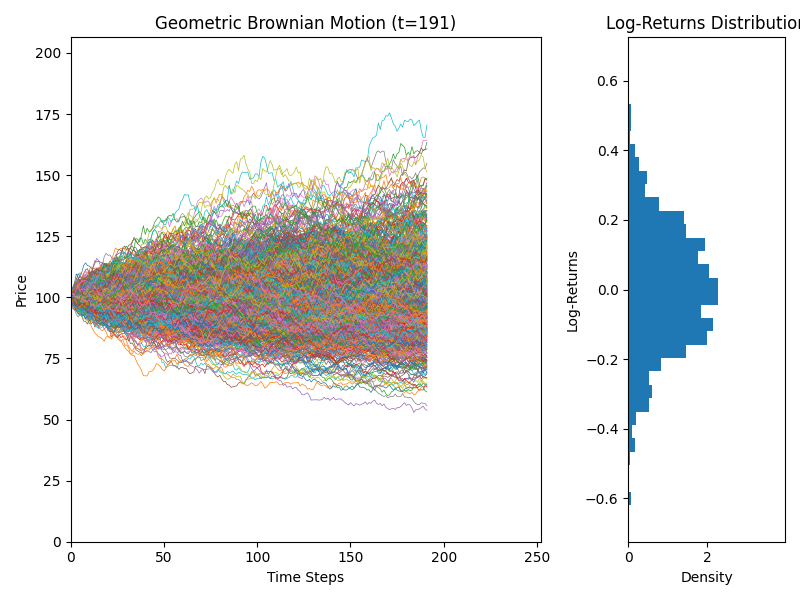 Geometric Brownian Motion (t=191)
Log-Returns Distribution
200
175
150
125
100
75
50
25
0
Price
0 50 100 150 200 250
Time Steps
0.6
0.4
0.2
0.0
−0.2
−0.4
−0.6
Log-Returns
0 2
Density